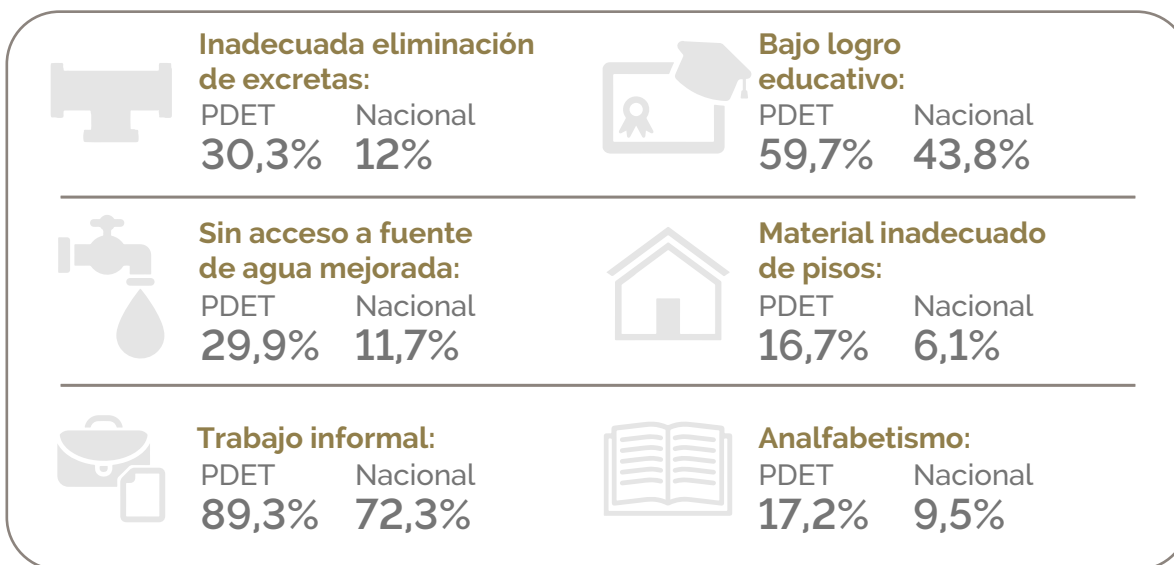 Inadecuada eliminación
de excretas:
PDET Nacional
30,3% 12%
Bajo logro
educativo:
PDET Nacional
59,7% 43,8%
Sin acceso a fuente
de agua mejorada:
PDET Nacional
29,9% 11,7%
Material inadecuado
de pisos:
PDET Nacional
16,7% 6,1%
Trabajo informal:
PDET Nacional
89,3% 72,3%
Analfabetismo:
PDET Nacional
17,2% 9,5%